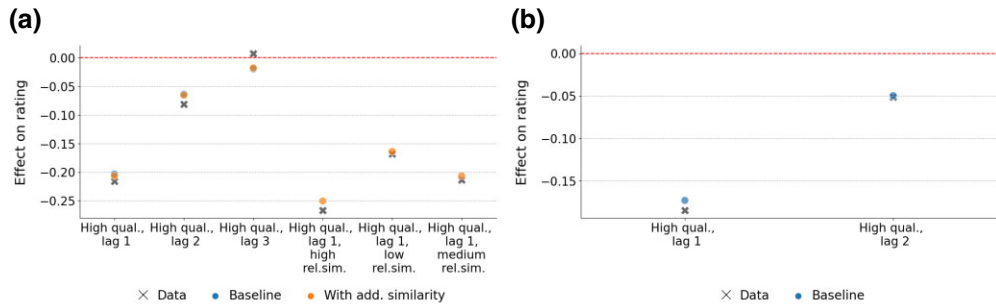 (a)
Effect on rating
0.00
−0.05
−0.10
−0.15
−0.20
−0.25
High qual.,
lag 1
High qual.,
lag 2
High qual.,
lag 3
High qual.,
lag 1,
high
rel.sim.
High qual.,
lag 1,
low
rel.sim.
High qual.,
lag 1,
medium
rel.sim.
Data
Baseline
With add. similarity
(b)
Effect on rating
0.00
−0.05
−0.10
−0.15
High qual.,
lag 1
High qual.,
lag 2
Data
Baseline